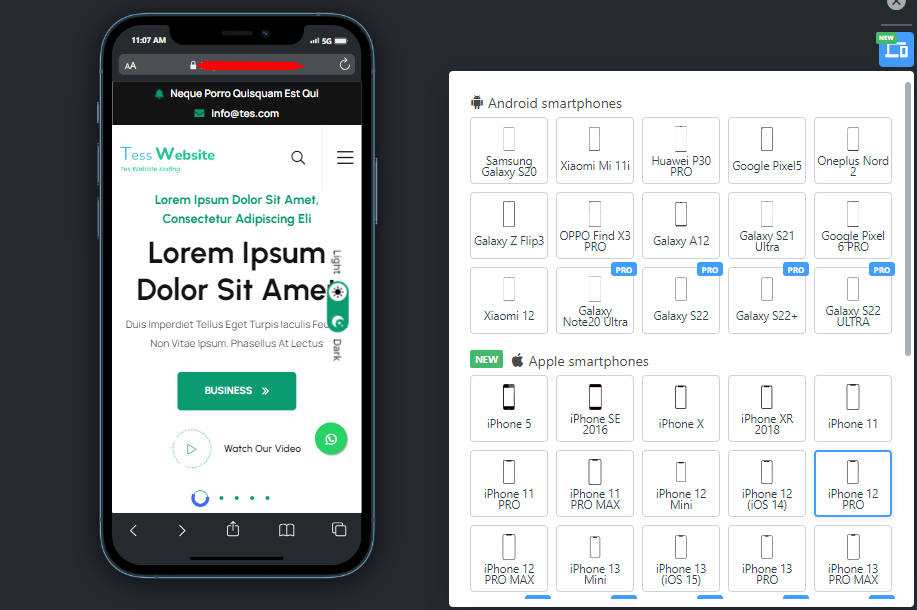 11:07 AM
5G
AA
Neque Porro Quisquam Est Qui
info@tes.com
Tess Website
Tes Website Koding
Lorem Ipsum Dolor Sit Amet,
Consectetur Adipiscing Eli
Lorem Ipsum
Dolor Sit Amet
Light
Duis Imperdiet Tellus Eget Turpis Iaculis
Non Vitae Ipsum. Phasellus At Lectus
Dark
BUSINESS
Watch Our Video
NEW
Android smartphones
Samsung
Galaxy S20
Xiaomi Mi 11i
Huawei P30
PRO
Google Pixel5
Oneplus Nord
2
Galaxy Z Flip3
OPPO Find X3
PRO
Galaxy A12
Galaxy S21
Ultra
Google Pixel
6 PRO
Xiaomi 12
PRO
Galaxy
Note20 Ultra
PRO
Galaxy S22
PRO
Galaxy S22+
PRO
Galaxy S22
ULTRA
NEW Apple smartphones
iPhone 5
iPhone SE
2016
iPhone X
iPhone XR
2018
iPhone 11
iPhone 11
PRO
iPhone 11
PRO MAX
iPhone 12
Mini
iPhone 12
(iOS 14)
iPhone 12
PRO
iPhone 12
PRO MAX
iPhone 13
Mini
iPhone 13
(iOS 15)
iPhone 13
PRO
iPhone 13
PRO MAX